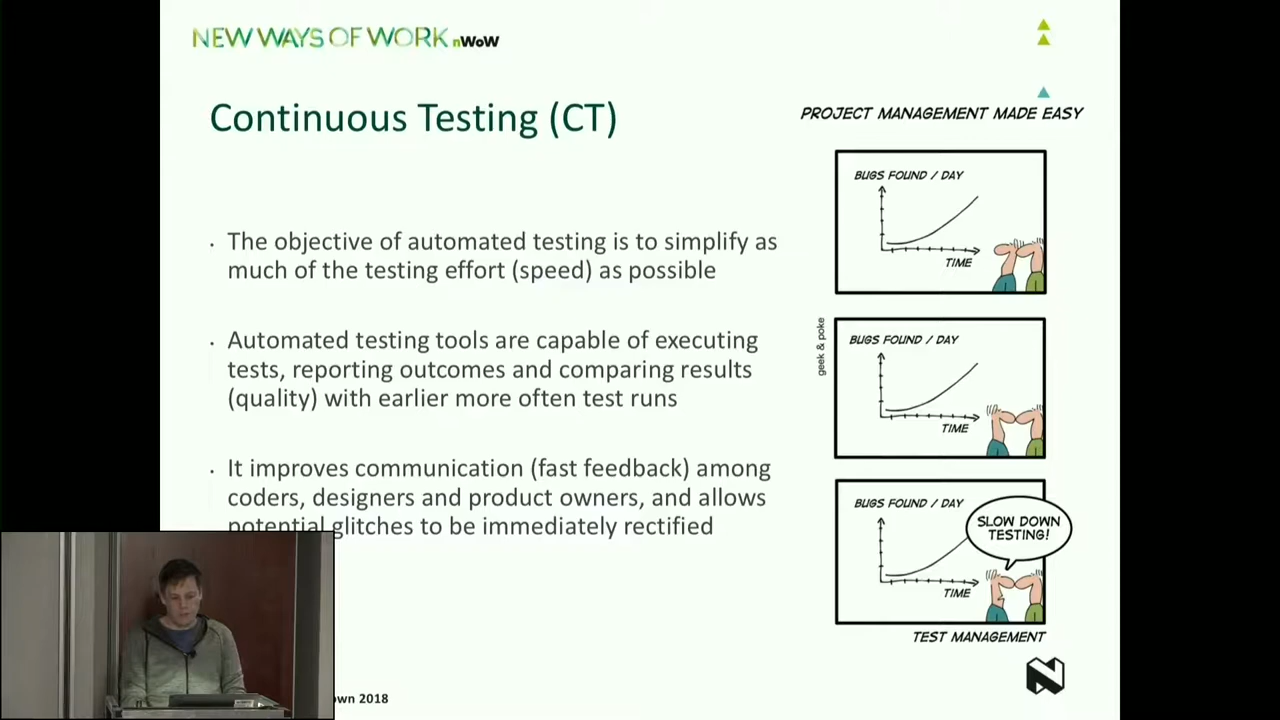 NEW WAYS OF WORK nWoW
Continuous Testing (CT)
The objective of automated testing is to simplify as
much of the testing effort (speed) as possible
Automated testing tools are capable of executing
tests, reporting outcomes and comparing results
(quality) with earlier more often test runs
It improves communication (fast feedback) among
coders, designers and product owners, and allows
potential glitches to be immediately rectified
PROJECT MANAGEMENT MADE EASY
BUGS FOUND / DAY
TIME
geek & poke
BUGS FOUND / DAY
TIME
BUGS FOUND / DAY
SLOW DOWN
TESTING!
TIME
TEST MANAGEMENT
2018